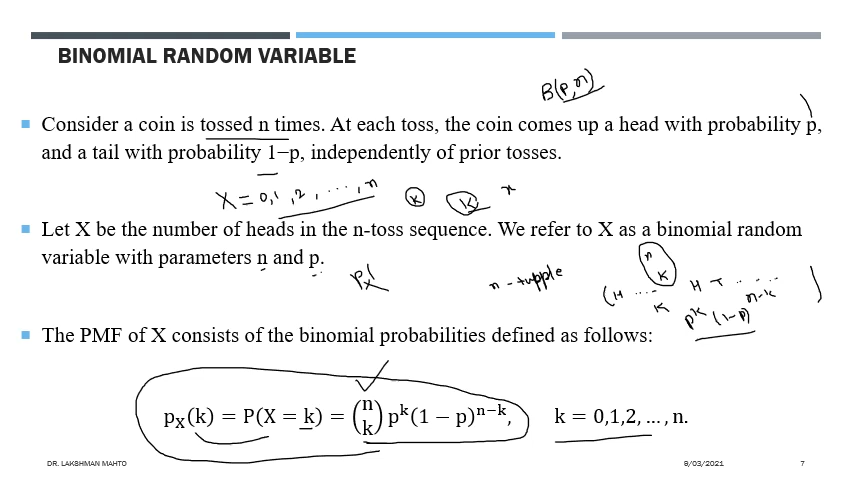 BINOMIAL RANDOM VARIABLE
B(p,n)
Consider a coin is tossed n times. At each toss, the coin comes up a head with probability p,
and a tail with probability 1−p, independently of prior tosses.
X = 0,1,2, ..., n
K K
Let X be the number of heads in the n-toss sequence. We refer to X as a binomial random
variable with parameters n and p.
n
K
n-tupple
(H .... H T .. ... )
K n-k
p^k (1-p)
The PMF of X consists of the binomial probabilities defined as follows:
p_X(k) = P(X = k) = (n k) p^k(1 − p)^{n−k}, k = 0,1,2, … , n.
DR. LAKSHMAN MAHTO 9/03/2021 7